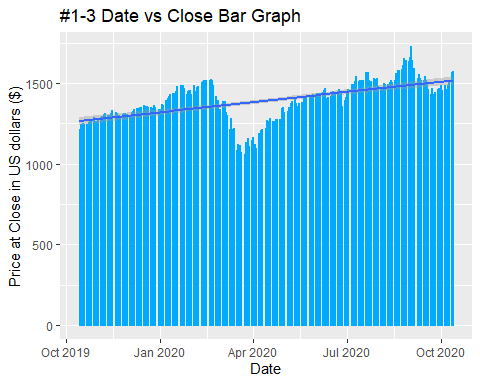 #1-3 Date vs Close Bar Graph
Price at Close in US dollars ($)
1500
1000
500
0
Oct 2019 Jan 2020 Apr 2020 Jul 2020 Oct 2020
Date